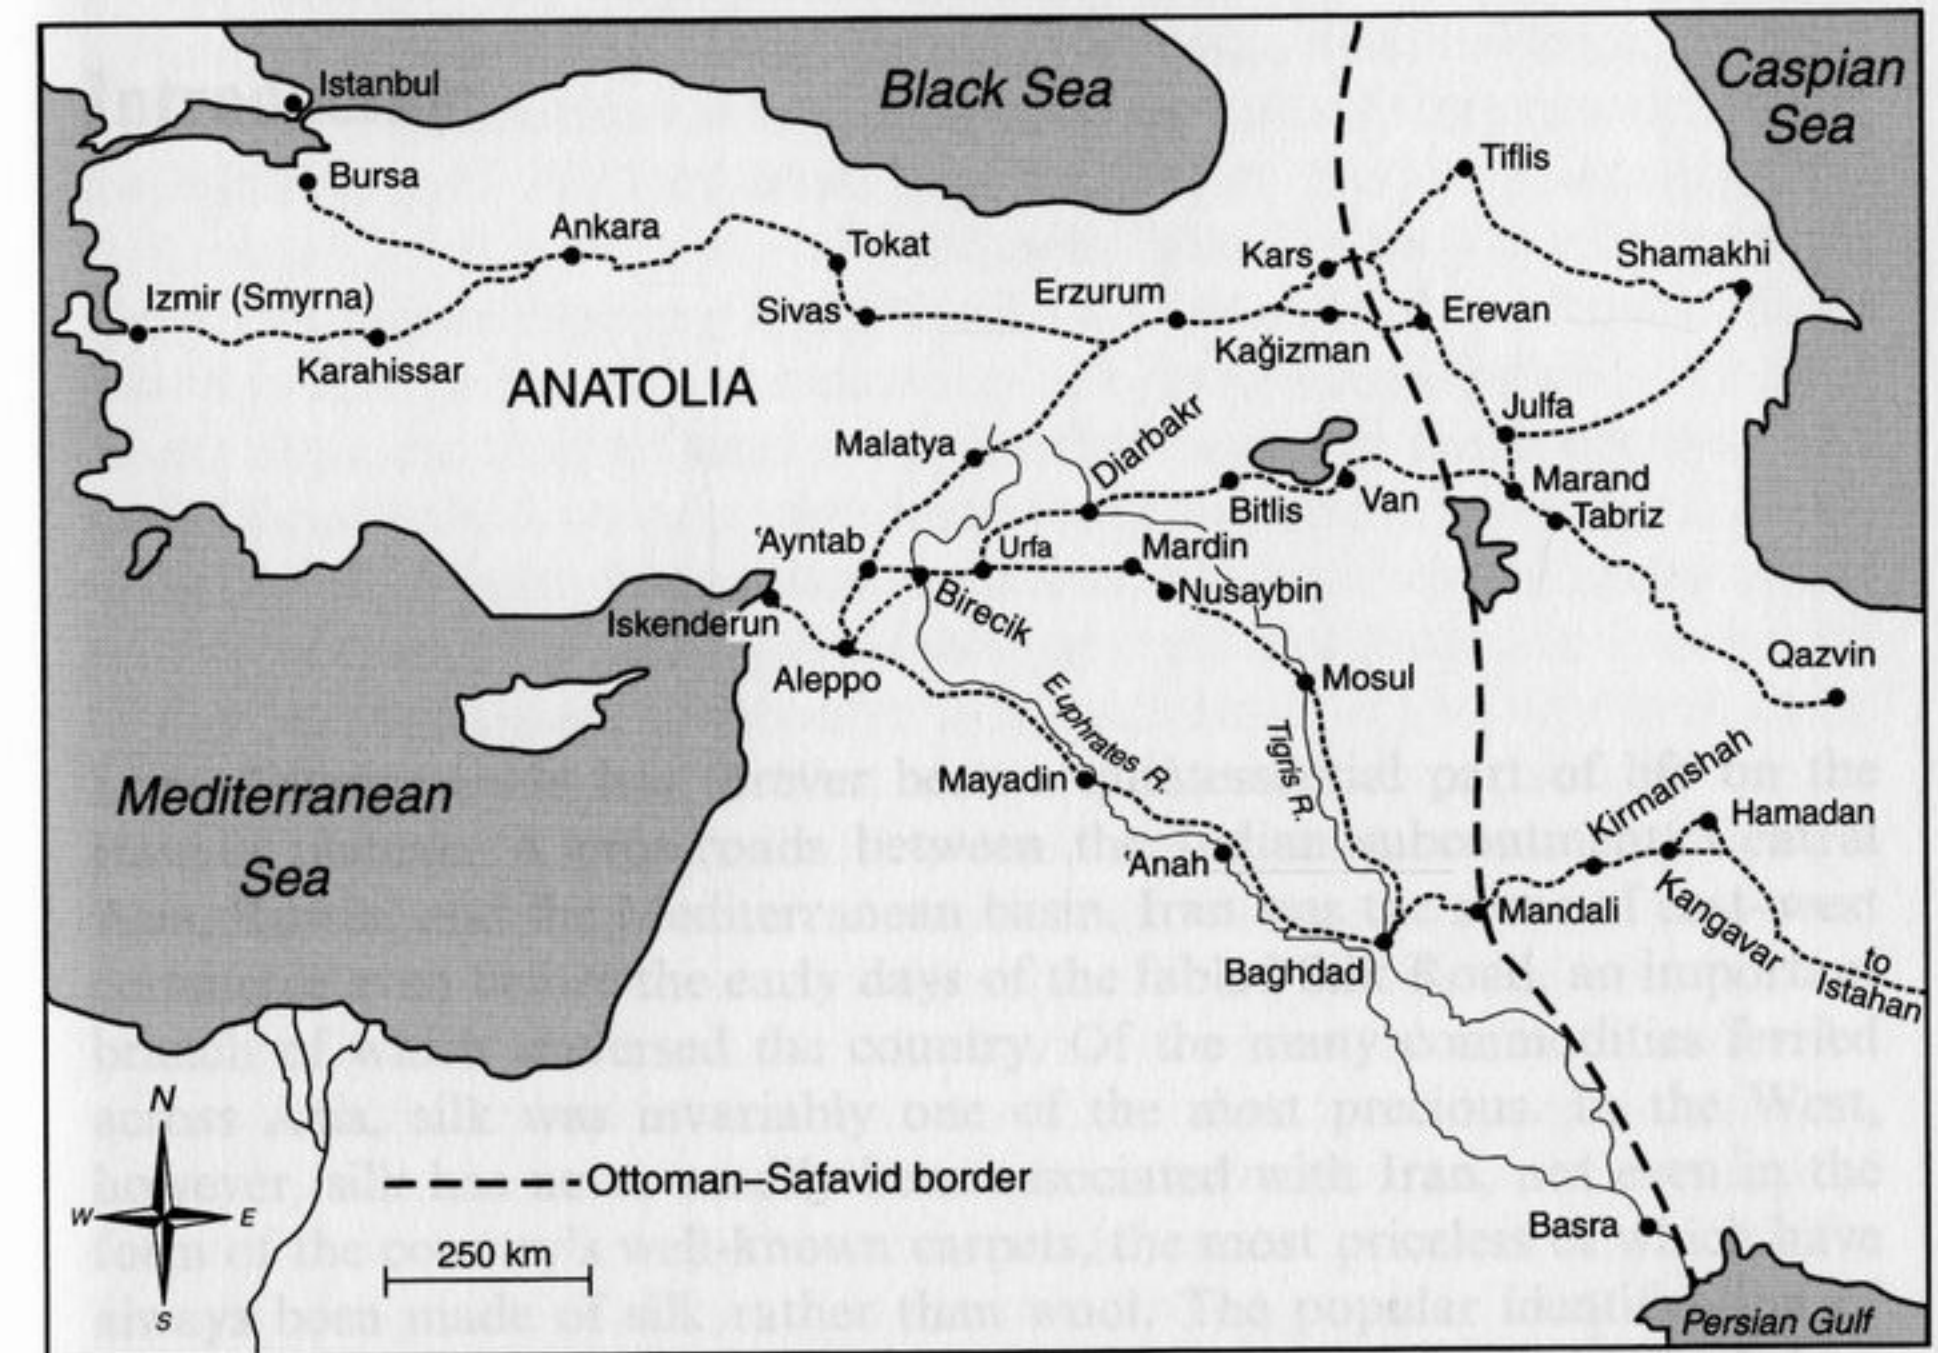 Istanbul
Black Sea
Caspian
Sea
Tiflis
Bursa
Ankara
Tokat
Kars
Shamakhi
Izmir (Smyrna)
Sivas
Erzurum
Erevan
Karahissar
Kağizman
ANATOLIA
Julfa
Malatya
Diarbakr
Bitlis
Van
Marand
Tabriz
‘Ayntab
Urfa
Mardin
Nusaybin
Birecik
Iskenderun
Aleppo
Mosul
Qazvin
Euphrates R.
Tigris R.
Mayadin
Kirmanshah
Hamadan
Mediterranean
Sea
‘Anah
Mandali
Kangavar
to
Istahan
Baghdad
N
W
E
S
Ottoman–Safavid border
250 km
Basra
Persian Gulf